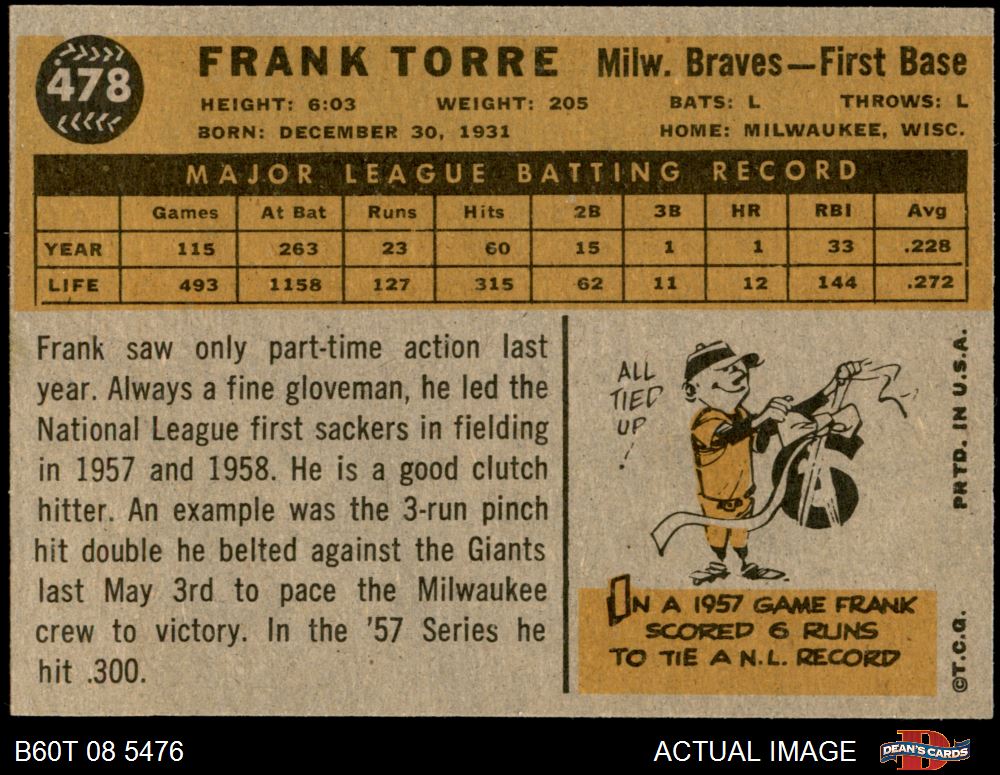 478
FRANK TORRE Milw. Braves—First Base
HEIGHT: 6:03 WEIGHT: 205 BATS: L THROWS: L
BORN: DECEMBER 30, 1931 HOME: MILWAUKEE, WISC.
MAJOR LEAGUE BATTING RECORD
Games At Bat Runs Hits 2B 3B HR RBI Avg
YEAR 115 263 23 60 15 1 1 33 .228
LIFE 493 1158 127 315 62 11 12 144 .272
Frank saw only part-time action last
year. Always a fine gloveman, he led the
National League first sackers in fielding
in 1957 and 1958. He is a good clutch
hitter. An example was the 3-run pinch
hit double he belted against the Giants
last May 3rd to pace the Milwaukee
crew to victory. In the '57 Series he
hit .300.
ALL
TIED
UP
!
6
IN A 1957 GAME FRANK
SCORED 6 RUNS
TO TIE A N.L. RECORD
©T.C.G. PRTD. IN U.S.A.
B60T 08 5476 ACTUAL IMAGE DEAN'S CARDS